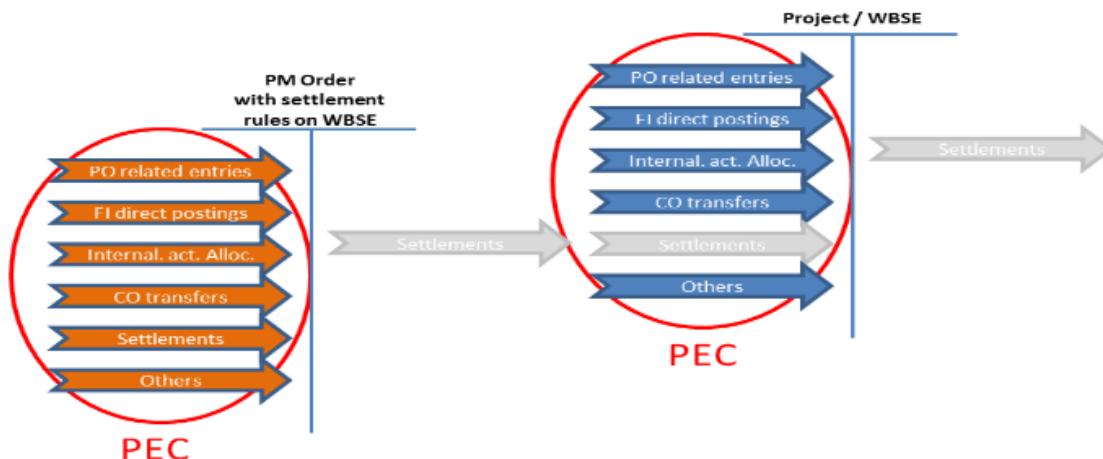 Project / WBSE
PO related entries
FI direct postings
Internal. act. Alloc.
CO transfers
Settlements
Others
Settlements
PEC
PM Order
with settlement
rules on WBSE
PO related entries
FI direct postings
Internal. act. Alloc.
CO transfers
Settlements
Others
Settlements
PEC